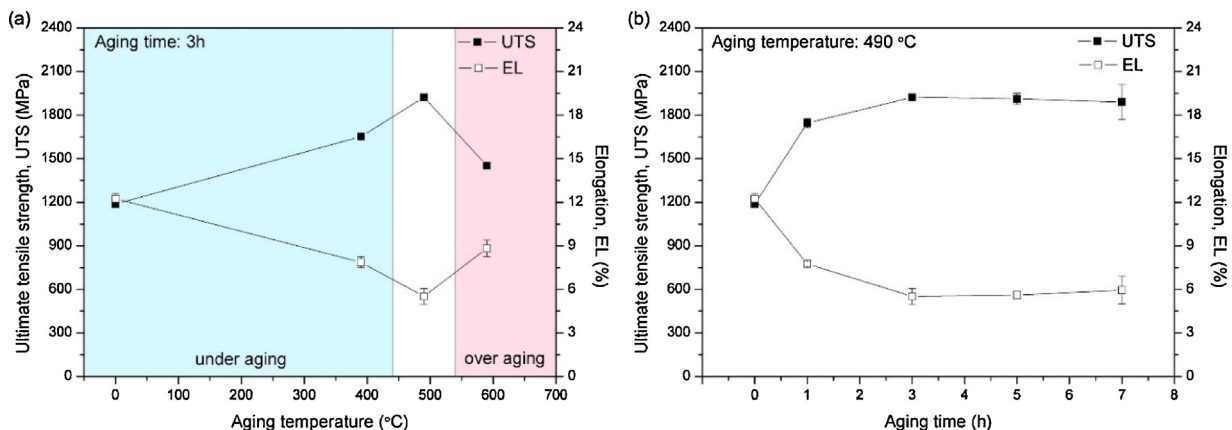 (a)
Aging time: 3h
UTS
EL
under aging
over aging
2400
2100
1800
1500
1200
900
600
300
0
Ultimate tensile strength, UTS (MPa)
24
21
18
15
12
9
6
3
0
Elongation, EL (%)
0 100 200 300 400 500 600 700
Aging temperature (°C)
(b)
Aging temperature: 490 °C
UTS
EL
2400
2100
1800
1500
1200
900
600
300
0
Ultimate tensile strength, UTS (MPa)
24
21
18
15
12
9
6
3
0
Elongation, EL (%)
0 1 2 3 4 5 6 7 8
Aging time (h)